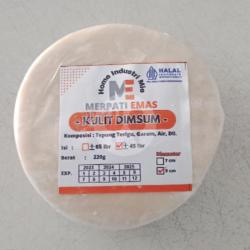 Home Industri Mie
ME
HALAL
INDONESIA
MERPATI EMAS
- KULIT DIMSUM -
Komposisi : Tepung Terigu, Garam, Air, Dll.
Isi : ± 65 lbr ± 45 lbr
Diameter
7 cm
9 cm
Berat : 220g
2023 2024 2025
EXP. 1 2 3 4 5 6
7 8 9 10 11 12